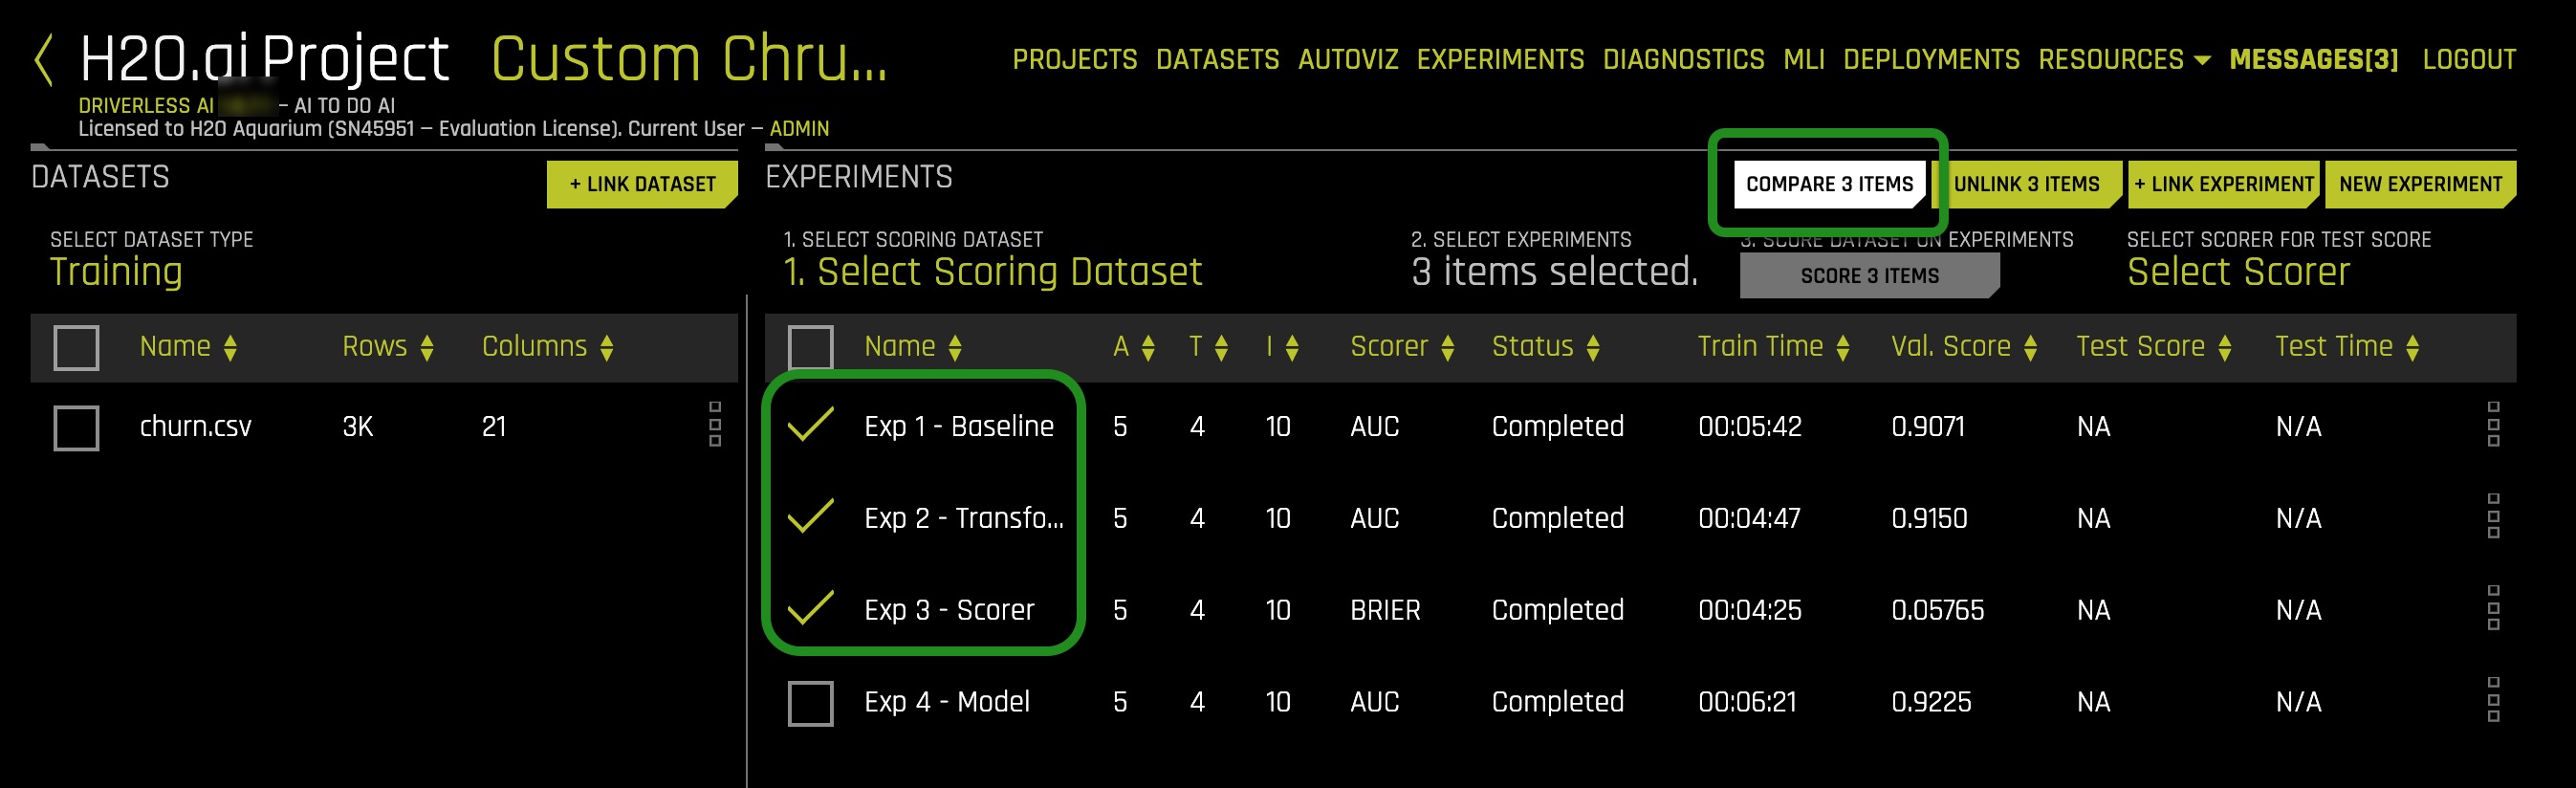 H2O.ai Project Custom Chru...
PROJECTS DATASETS AUTOVIZ EXPERIMENTS DIAGNOSTICS MLI DEPLOYMENTS RESOURCES MESSAGES[3] LOGOUT
DRIVERLESS AI – AI TO DO AI
Licensed to H2O Aquarium (SN45951 – Evaluation License). Current User – ADMIN
DATASETS
+ LINK DATASET
EXPERIMENTS
COMPARE 3 ITEMS
UNLINK 3 ITEMS
+ LINK EXPERIMENT
NEW EXPERIMENT
SELECT DATASET TYPE
Training
1. SELECT SCORING DATASET
1. Select Scoring Dataset
2. SELECT EXPERIMENTS
3 items selected.
3. SCORE DATASET ON EXPERIMENTS
SCORE 3 ITEMS
SELECT SCORER FOR TEST SCORE
Select Scorer
Name Rows Columns
churn.csv 3K 21
Name A T I Scorer Status Train Time Val. Score Test Score Test Time
Exp 1 - Baseline 5 4 10 AUC Completed 00:05:42 0.9071 NA N/A
Exp 2 - Transfo... 5 4 10 AUC Completed 00:04:47 0.9150 NA N/A
Exp 3 - Scorer 5 4 10 BRIER Completed 00:04:25 0.05765 NA N/A
Exp 4 - Model 5 4 10 AUC Completed 00:06:21 0.9225 NA N/A